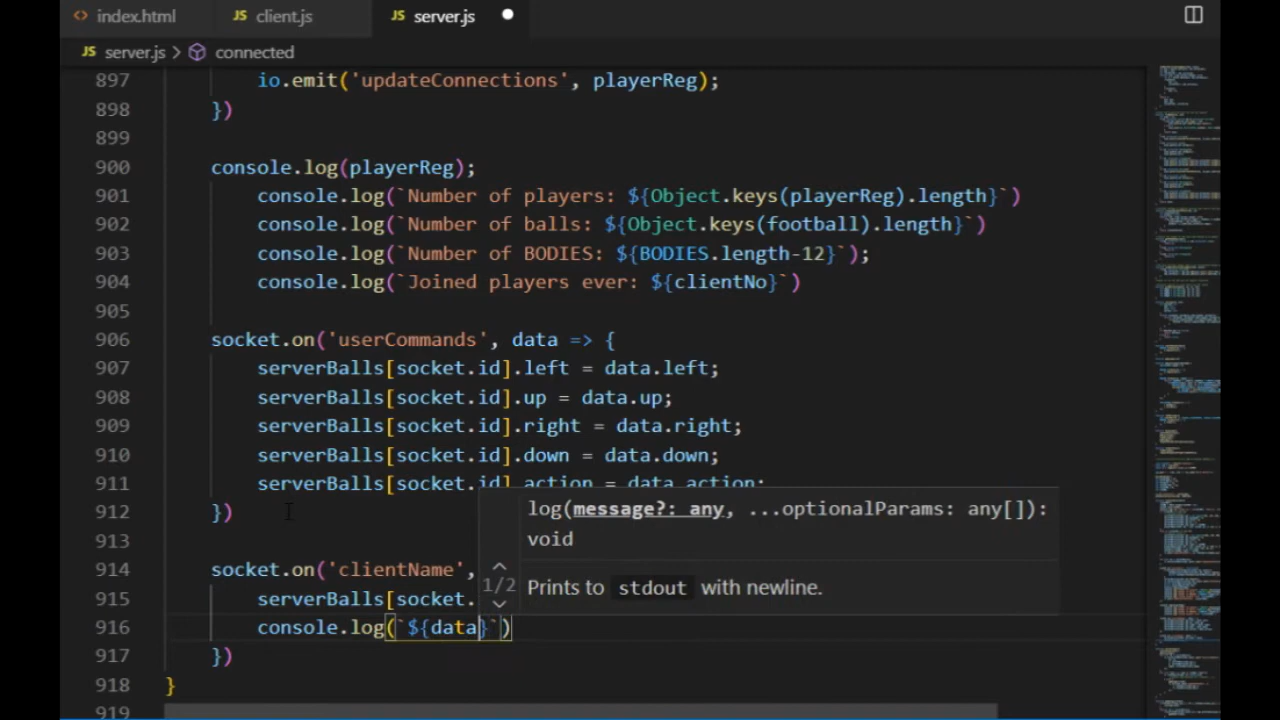 index.html JS client.js JS server.js
JS server.js > connected
897 io.emit('updateConnections', playerReg);
898 })
899
900 console.log(playerReg);
901 console.log(`Number of players: ${Object.keys(playerReg).length}`)
902 console.log(`Number of balls: ${Object.keys(football).length}`)
903 console.log(`Number of BODIES: ${BODIES.length-12}`);
904 console.log(`Joined players ever: ${clientNo}`)
905
906 socket.on('userCommands', data => {
907 serverBalls[socket.id].left = data.left;
908 serverBalls[socket.id].up = data.up;
909 serverBalls[socket.id].right = data.right;
910 serverBalls[socket.id].down = data.down;
911 serverBalls[socket.id].action = data.action;
log(message?: any, ...optionalParams: any[]):
912 })
void
913
914 socket.on('clientName',
1/2 Prints to stdout with newline.
915 serverBalls[socket.
916 console.log(`${data}`)
917 })
918 }
919